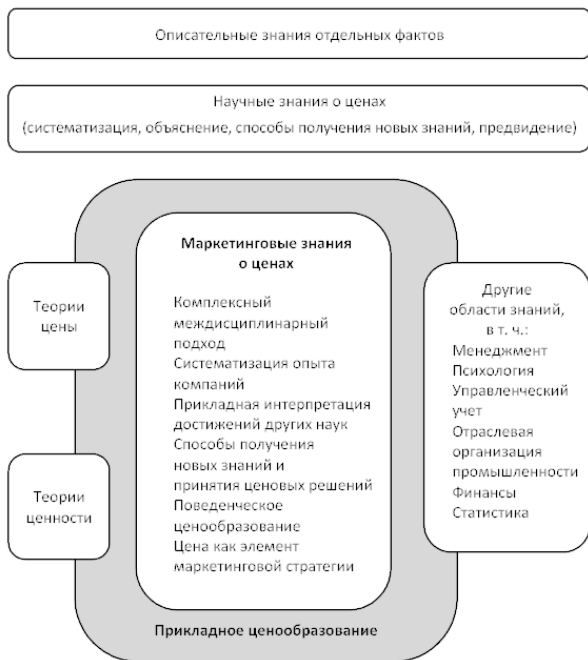 Описательные знания отдельных фактов
Научные знания о ценах
(систематизация, объяснение, способы получения новых знаний, предвидение)
Теории
цены
Теории
ценности
Маркетинговые знания
о ценах
Комплексный
междисциплинарный
подход
Систематизация опыта
компаний
Прикладная интерпретация
достижений других наук
Способы получения
новых знаний и
принятия ценовых решений
Поведенческое
ценообразование
Цена как элемент
маркетинговой стратегии
Другие
области знаний,
в т. ч.:
Менеджмент
Психология
Управленческий
учет
Отраслевая
организация
промышленности
Финансы
Статистика
Прикладное ценообразование